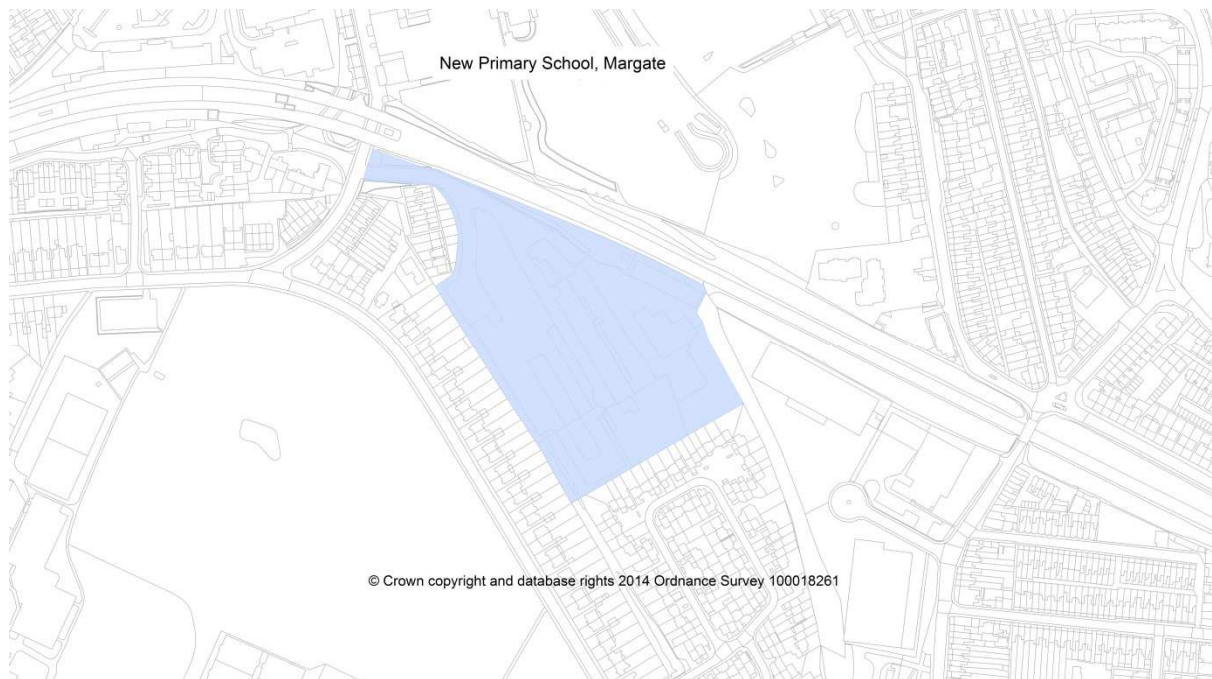 New Primary School, Margate
© Crown copyright and database rights 2014 Ordnance Survey 100018261